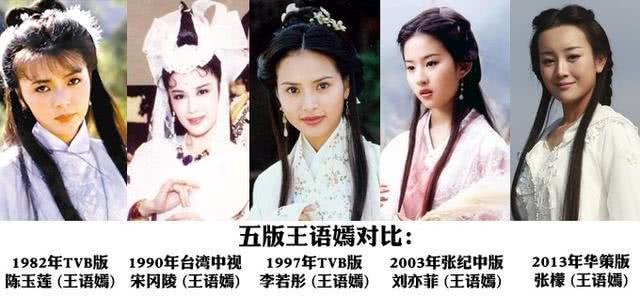 五版王语嫣对比：
1982年TVB版 1990年台湾中视 1997年TVB版 2003年张纪中版 2013年华策版
陈玉莲 (王语嫣) 宋冈陵 (王语嫣) 李若彤 (王语嫣) 刘亦菲 (王语嫣) 张檬 (王语嫣)